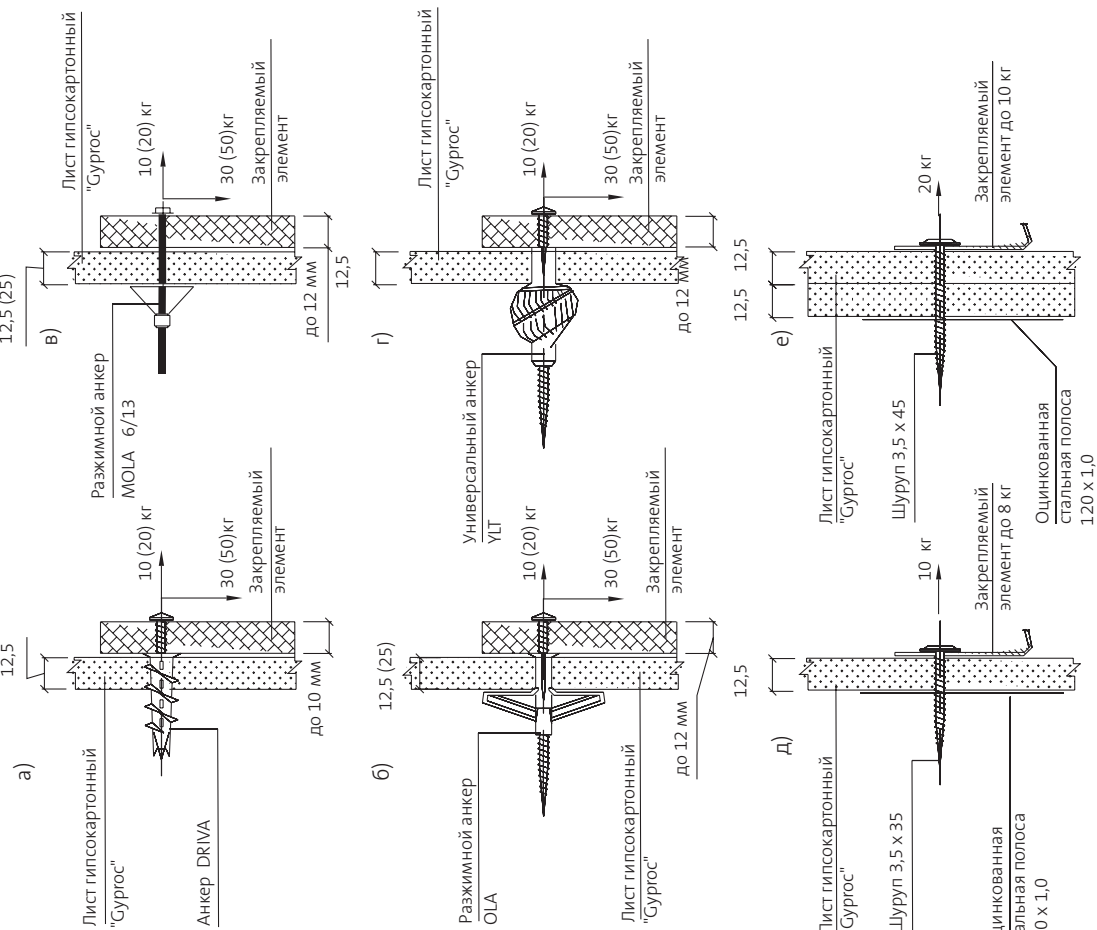 а)
12,5
Лист гипсокартонный
"Gyproc"
Анкер DRIVA
10 (20) кг
30 (50)кг
Закрепляемый
элемент
до 10 мм
в)
12,5 (25)
Разжимной анкер
MOLA 6/13
Лист гипсокартонный
"Gyproc"
10 (20) кг
30 (50)кг
Закрепляемый
элемент
до 12 мм
12,5
б)
12,5 (25)
Разжимной анкер
OLA
Лист гипсокартонный
"Gyproc"
10 (20) кг
30 (50)кг
Закрепляемый
элемент
до 12 мм
г)
Универсальный анкер
YLT
Лист гипсокартонный
"Gyproc"
10 (20) кг
30 (50)кг
Закрепляемый
элемент
до 12 мм
д)
12,5
Лист гипсокартонный
"Gyproc"
Шуруп 3,5 x 35
10 кг
Закрепляемый
элемент до 8 кг
полоса
x 1,0
е)
12,5
12,5
Лист гипсокартонный
"Gyproc"
Шуруп 3,5 x 45
20 кг
Закрепляемый
элемент до 10 кг
Оцинкованная
стальная полоса
120 x 1,0